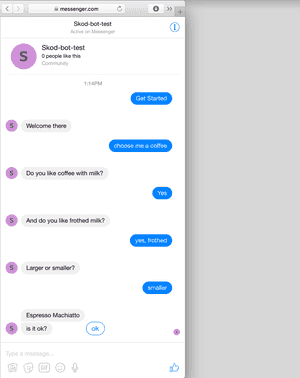 messenger.com
Skod-bot-test
Active on Messenger
S
Skod-bot-test
0 people like this
Community
1:14PM
Get Started
S
Welcome there
choose me a coffee
S
Do you like coffee with milk?
Yes
S
And do you like frothed milk?
yes, frothed
S
Larger or smaller?
smaller
Espresso Machiatto
S
is it ok?
ok
Type a message...
GIF